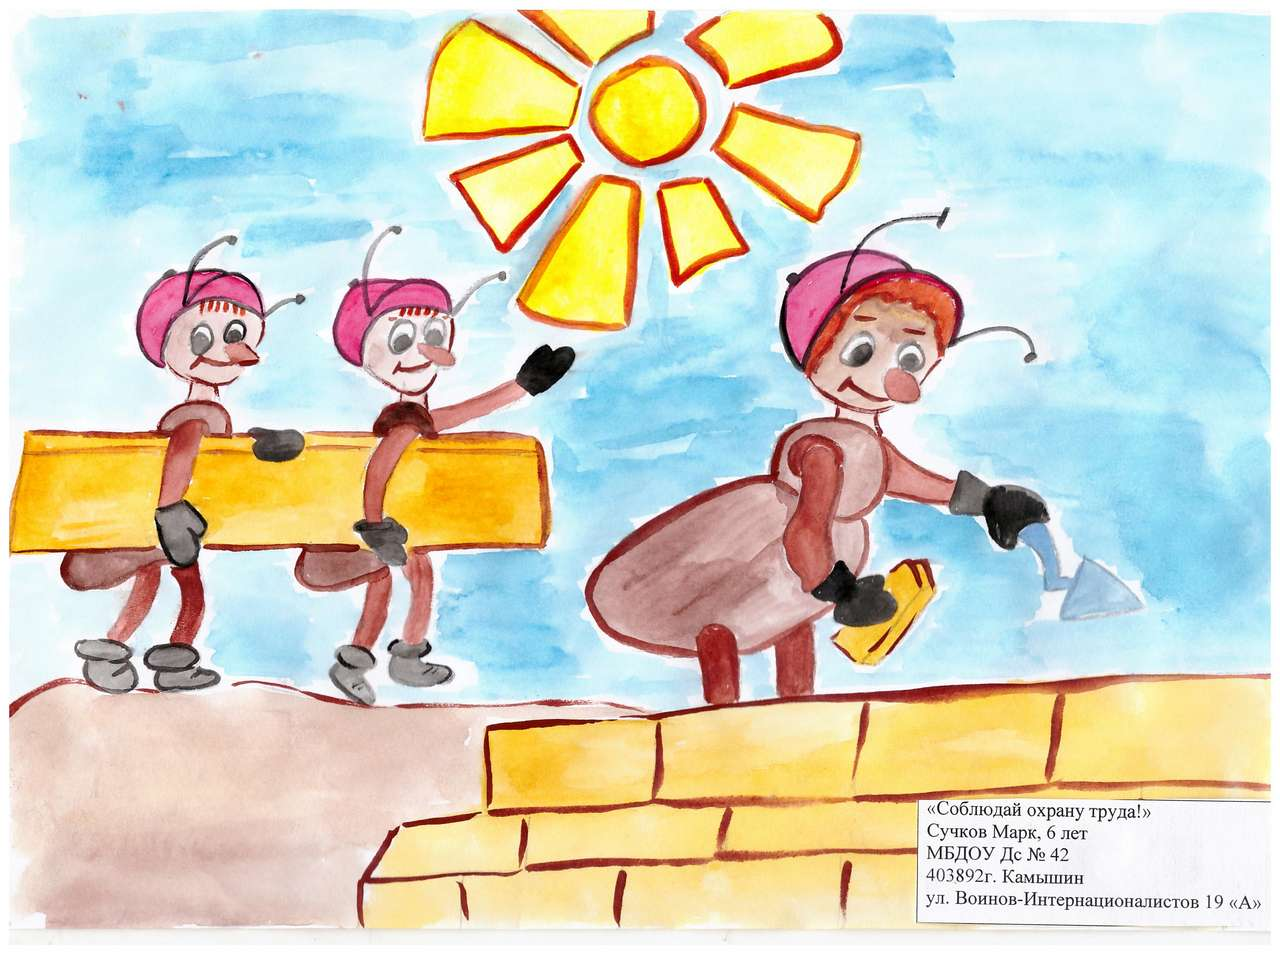 «Соблюдай охрану труда!»
Сучков Марк, 6 лет
МБДОУ Дс № 42
403892г. Камышин
ул. Воинов-Интернационалистов 19 «А»